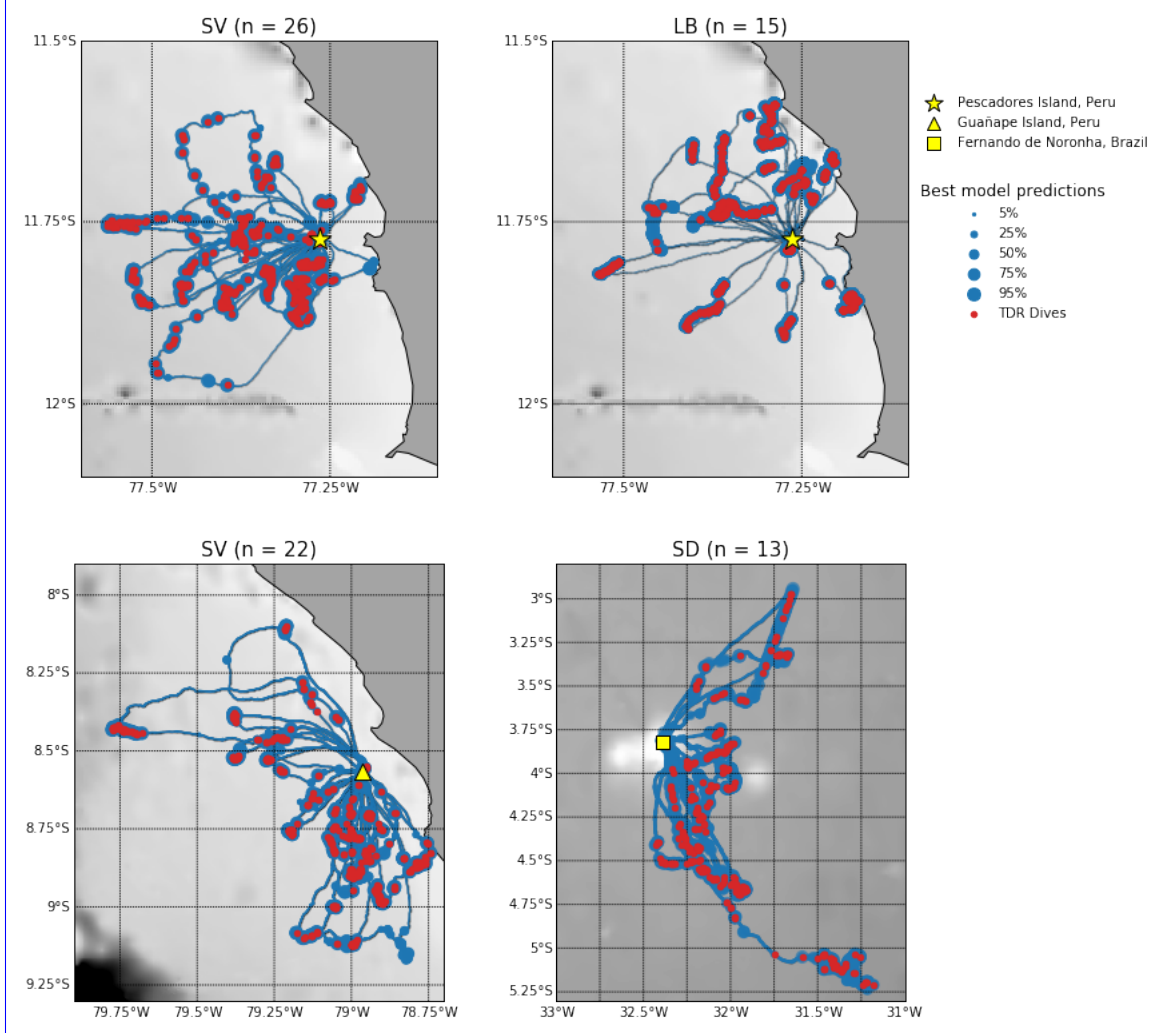 SV (n = 26)
LB (n = 15)
11.5°S
11.75°S
12°S
77.5°W
77.25°W
11.5°S
11.75°S
12°S
77.5°W
77.25°W
Pescadores Island, Peru
Guañape Island, Peru
Fernando de Noronha, Brazil
Best model predictions
5%
25%
50%
75%
95%
TDR Dives
SV (n = 22)
SD (n = 13)
8°S
8.25°S
8.5°S
8.75°S
9°S
9.25°S
79.75°W
79.5°W
79.25°W
79°W
78.75°W
3°S
3.25°S
3.5°S
3.75°S
4°S
4.25°S
4.5°S
4.75°S
5°S
5.25°S
33°W
32.5°W
32°W
31.5°W
31°W